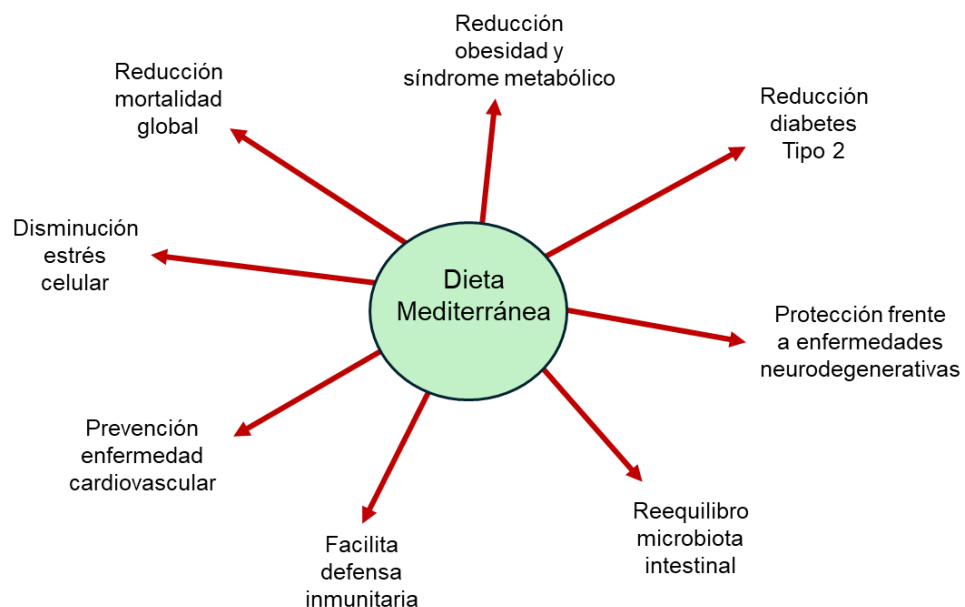 Reducción
obesidad y
síndrome metabólico
Reducción
mortalidad
global
Reducción
diabetes
Tipo 2
Disminución
estrés
celular
Dieta
Mediterránea
Protección frente
a enfermedades
neurodegenerativas
Prevención
enfermedad
cardiovascular
Facilita
defensa
inmunitaria
Reequilibro
microbiota
intestinal